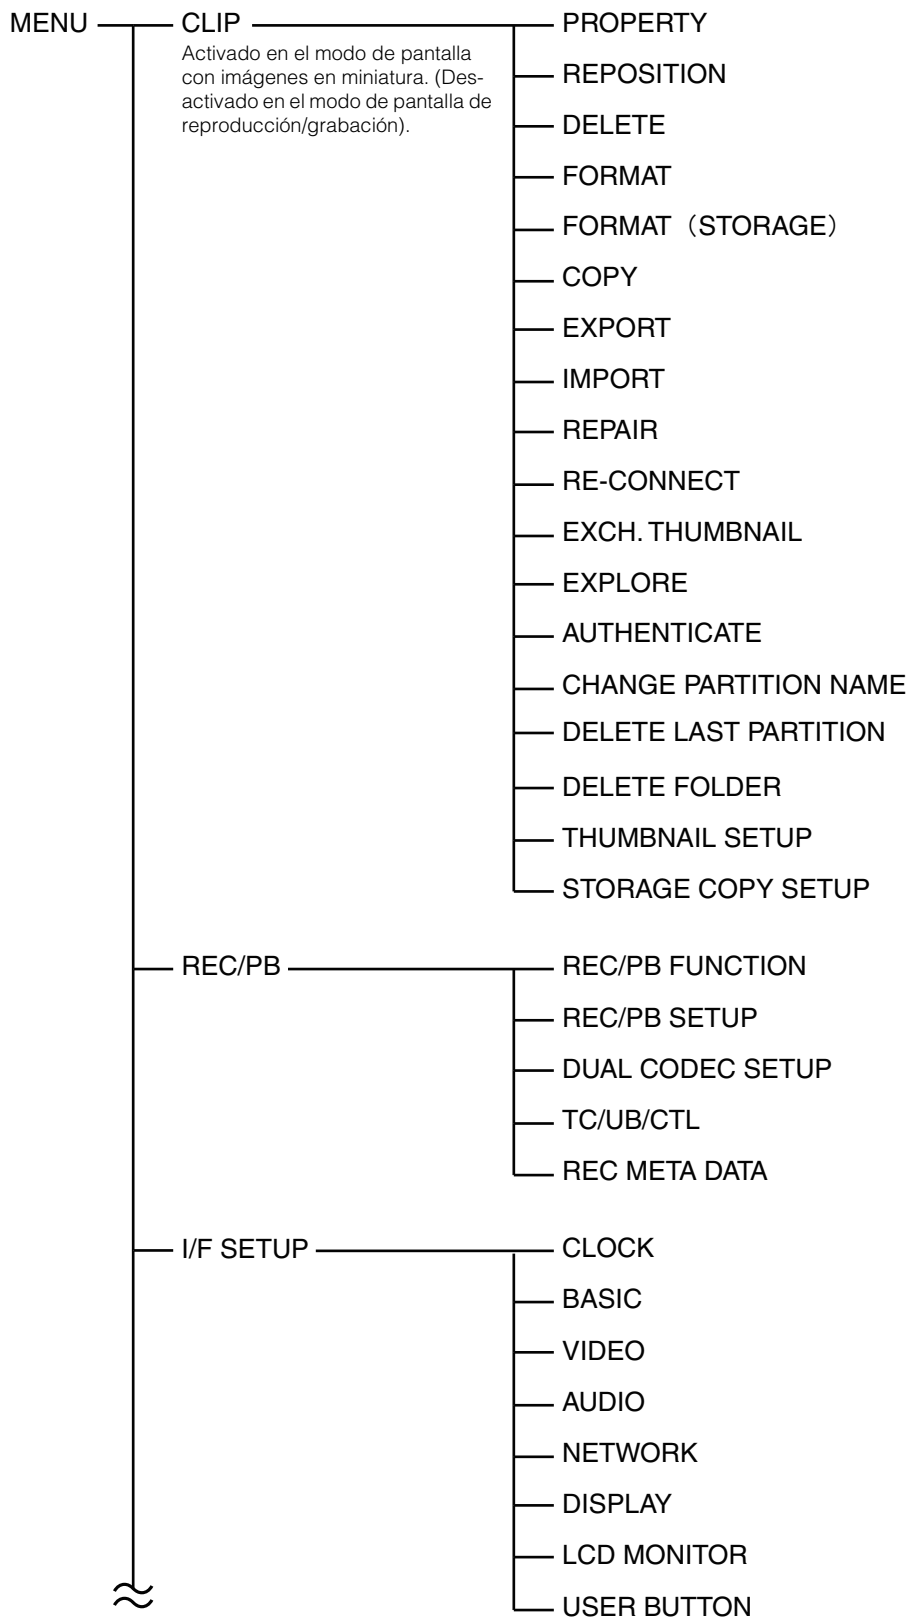 MENU CLIP PROPERTY
Activado en el modo de pantalla
con imágenes en miniatura. (Des-
activado en el modo de pantalla de
reproducción/grabación).
REPOSITION
DELETE
FORMAT
FORMAT（STORAGE）
COPY
EXPORT
IMPORT
REPAIR
RE-CONNECT
EXCH. THUMBNAIL
EXPLORE
AUTHENTICATE
CHANGE PARTITION NAME
DELETE LAST PARTITION
DELETE FOLDER
THUMBNAIL SETUP
STORAGE COPY SETUP
REC/PB REC/PB FUNCTION
REC/PB SETUP
DUAL CODEC SETUP
TC/UB/CTL
REC META DATA
I/F SETUP CLOCK
BASIC
VIDEO
AUDIO
NETWORK
DISPLAY
LCD MONITOR
USER BUTTON